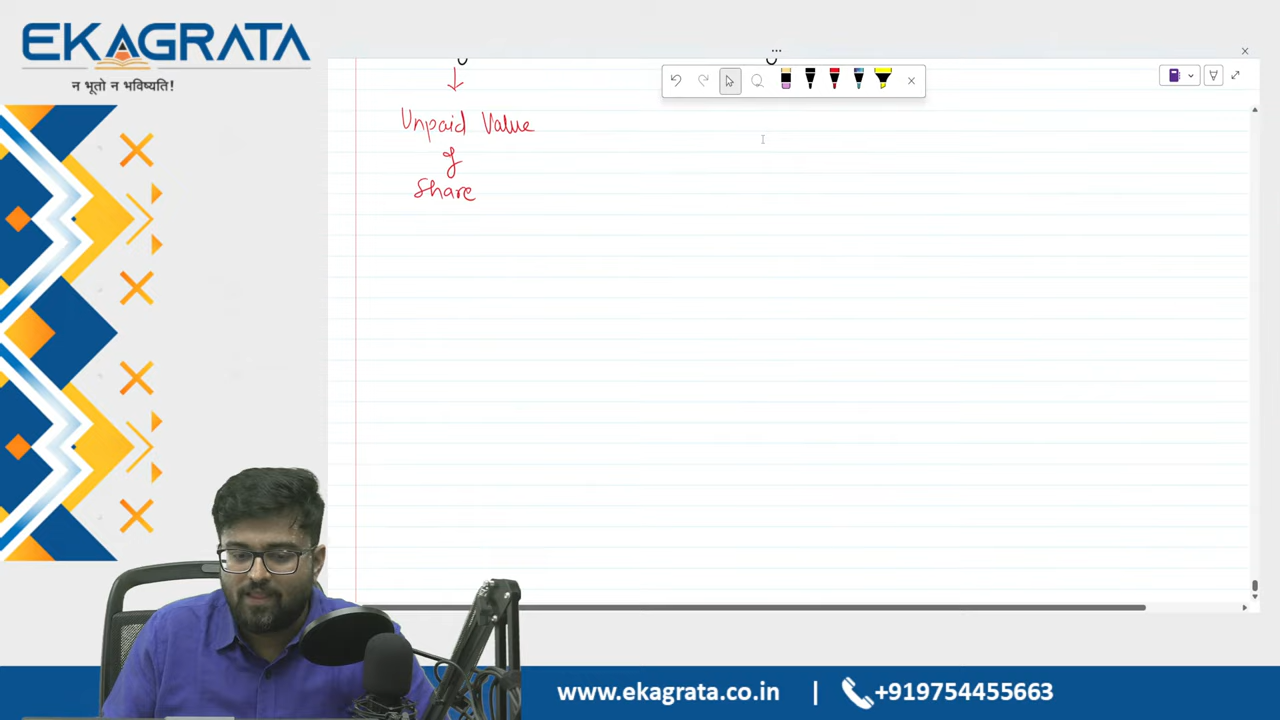 EKAGRATA
न भूतो न भविष्यति!
Unpaid Value
of
Share
www.ekagrata.co.in | +919754455663